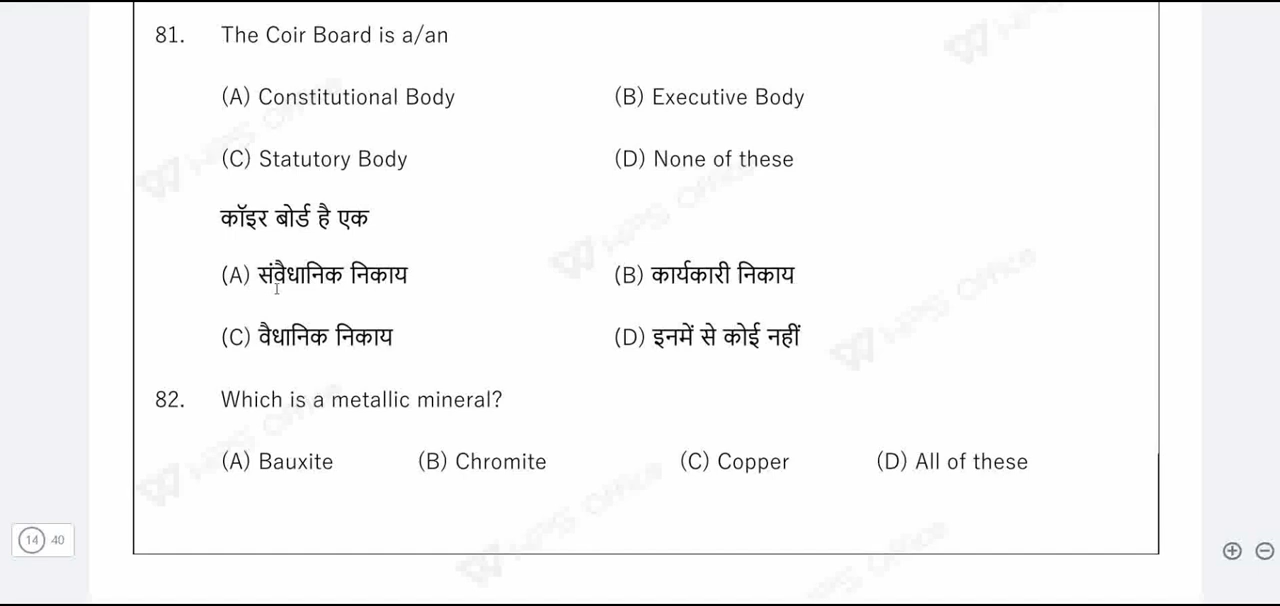 81. The Coir Board is a/an
(A) Constitutional Body (B) Executive Body
(C) Statutory Body (D) None of these
कॉइर बोर्ड है एक
(A) संवैधानिक निकाय (B) कार्यकारी निकाय
(C) वैधानिक निकाय (D) इनमें से कोई नहीं
82. Which is a metallic mineral?
(A) Bauxite (B) Chromite (C) Copper (D) All of these
14 40